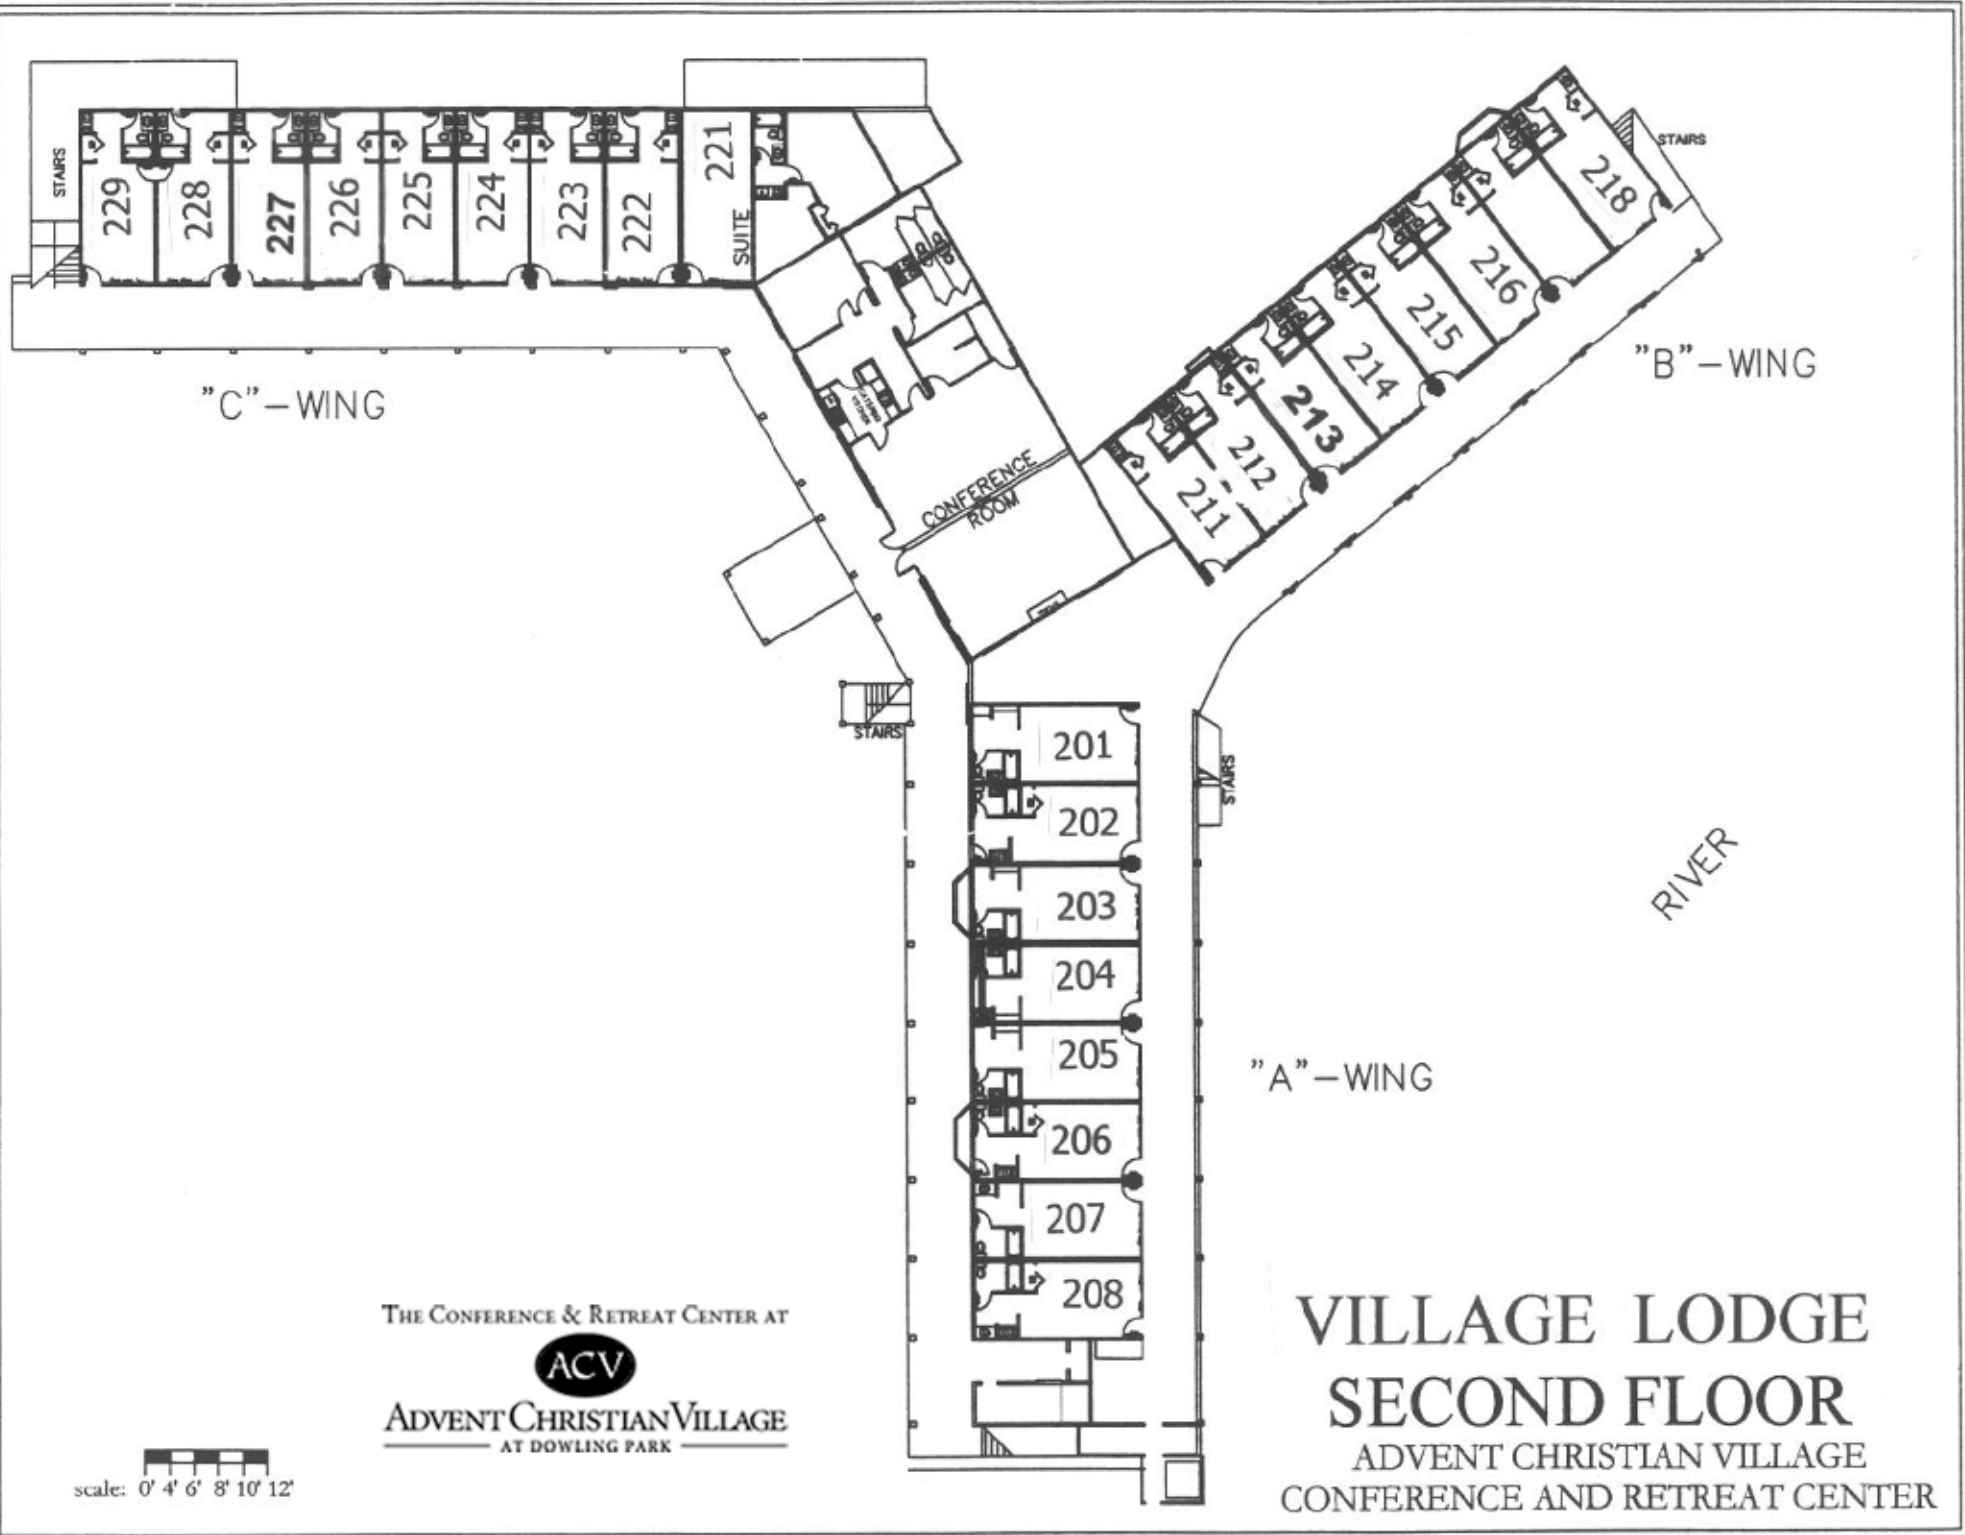 STAIRS
229
228
227
226
225
224
223
222
221
SUITE
"C"-WING
CONFERENCE
ROOM
STAIRS
218
216
215
214
213
212
211
"B"-WING
STAIRS
STAIRS
201
202
203
204
205
206
207
208
"A"-WING
RIVER
THE CONFERENCE & RETREAT CENTER AT
ACV
ADVENT CHRISTIAN VILLAGE
AT DOWLING PARK
scale: 0' 4' 6' 8' 10' 12'
VILLAGE LODGE
SECOND FLOOR
ADVENT CHRISTIAN VILLAGE
CONFERENCE AND RETREAT CENTER